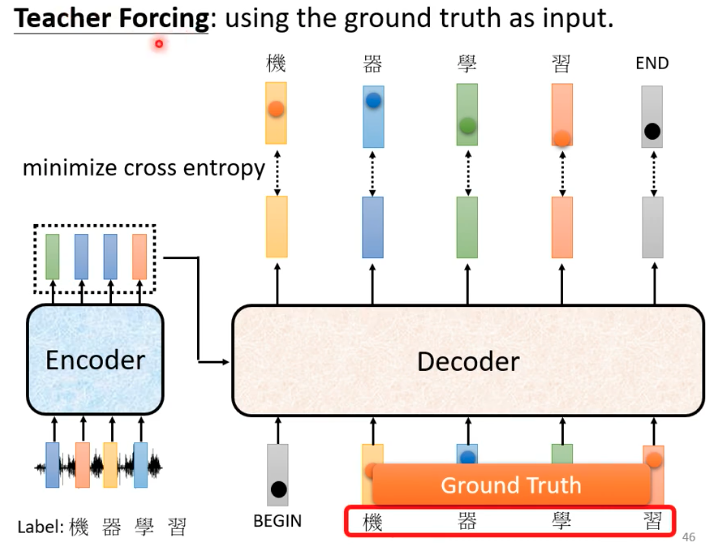 Teacher Forcing: using the ground truth as input.
機 器 學 習 END
minimize cross entropy
Encoder
Decoder
Ground Truth
Label: 機 器 學 習
BEGIN
機 器 學 習
46